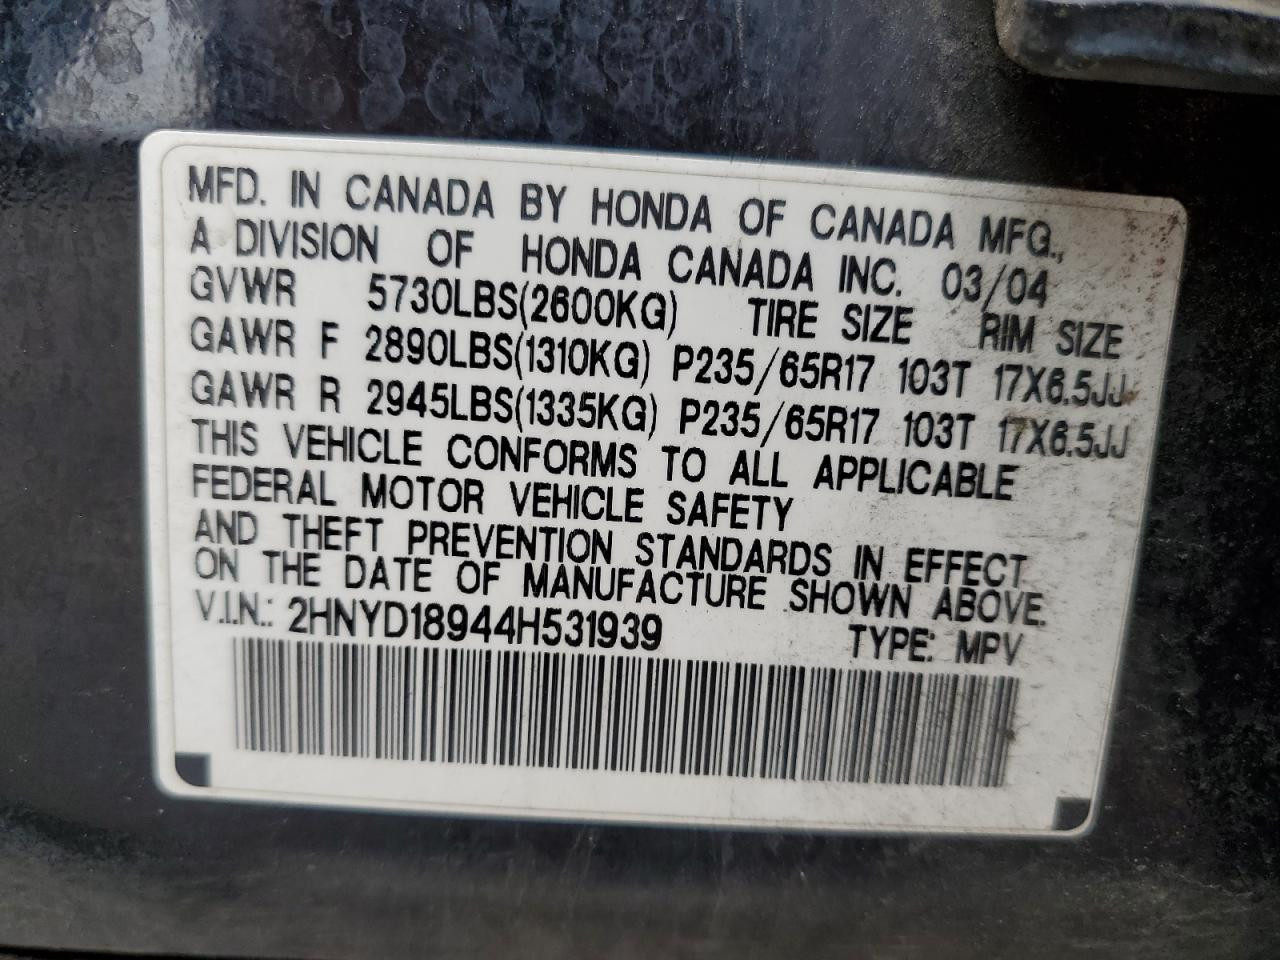 MFD. IN CANADA BY HONDA OF CANADA MFG.,
A DIVISION OF HONDA CANADA INC. 03/04
GVWR 5730LBS(2600KG) TIRE SIZE RIM SIZE
GAWR F 2890LBS(1310KG) P235/65R17 103T 17X6.5JJ
GAWR R 2945LBS(1335KG) P235/65R17 103T 17X6.5JJ
THIS VEHICLE CONFORMS TO ALL APPLICABLE
FEDERAL MOTOR VEHICLE SAFETY
AND THEFT PREVENTION STANDARDS IN EFFECT
ON THE DATE OF MANUFACTURE SHOWN ABOVE.
V.I.N.: 2HNYD18944H531939 TYPE: MPV